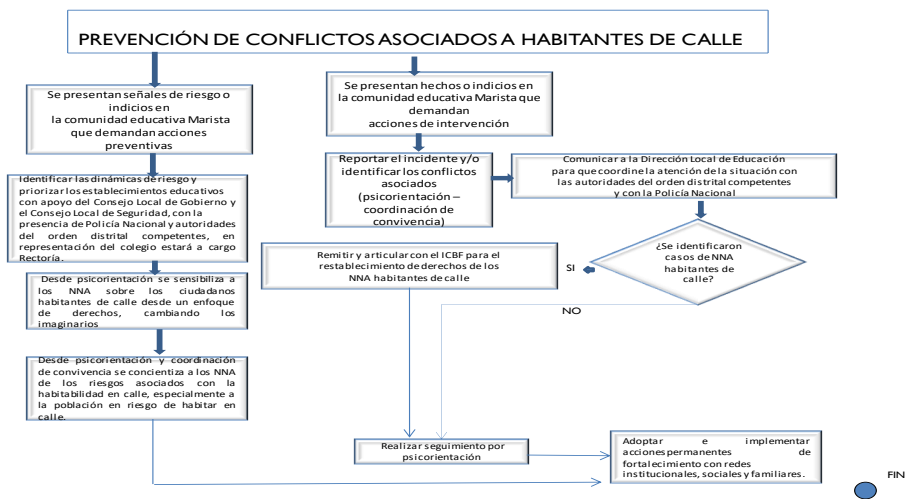 PREVENCIÓN DE CONFLICTOS ASOCIADOS A HABITANTES DE CALLE
Se presentan señales de riesgo o
indicios en
la comunidad educativa Marista
que demandan acciones
preventivas
Identificar las dinámicas de riesgo y
priorizar los establecimientos educativos
con apoyo del Consejo Local de Gobierno y
el Consejo Local de Seguridad, con la
presencia de Policía Nacional y autoridades
del orden distrital competentes, en
representación del colegio estará a cargo
Rectoría.
Desde psicorientación se sensibiliza a
los NNA sobre los ciudadanos
habitantes de calle desde un enfoque
de derechos, cambiando los
imaginarios
Desde psicorientación y coordinación
de convivencia se concientiza a los NNA
de los riesgos asociados con la
habitabilidad en calle, especialmente a
la población en riesgo de habitar en
calle.
Se presentan hechos o indicios en
la comunidad educativa Marista que
demandan
acciones de intervención
Reportar el incidente y/o
identificar los conflictos
asociados
(psicorientación –
coordinación de
convivencia)
Comunicar a la Dirección Local de Educación
para que coordine la atención de la situación con
las autoridades del orden distrital competentes
y con la Policía Nacional
¿Se identificaron
casos de NNA
habitantes de
calle?
SI
NO
Remitir y articular con el ICBF para el
restablecimiento de derechos de los
NNA habitantes de calle
Realizar seguimiento por
psicorientación
Adoptar e implementar
acciones permanentes de
fortalecimiento con redes
institucionales, sociales y familiares.
FIN